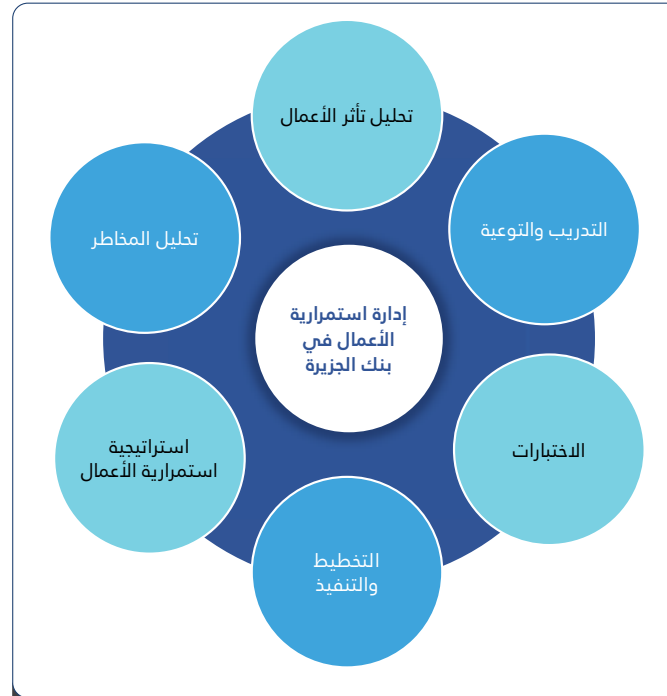 تحليل تأثر الأعمال
التدريب والتوعية
تحليل المخاطر
إدارة استمرارية
الأعمال في
بنك الجزيرة
الاختبارات
استراتيجية
استمرارية الأعمال
التخطيط
والتنفيذ